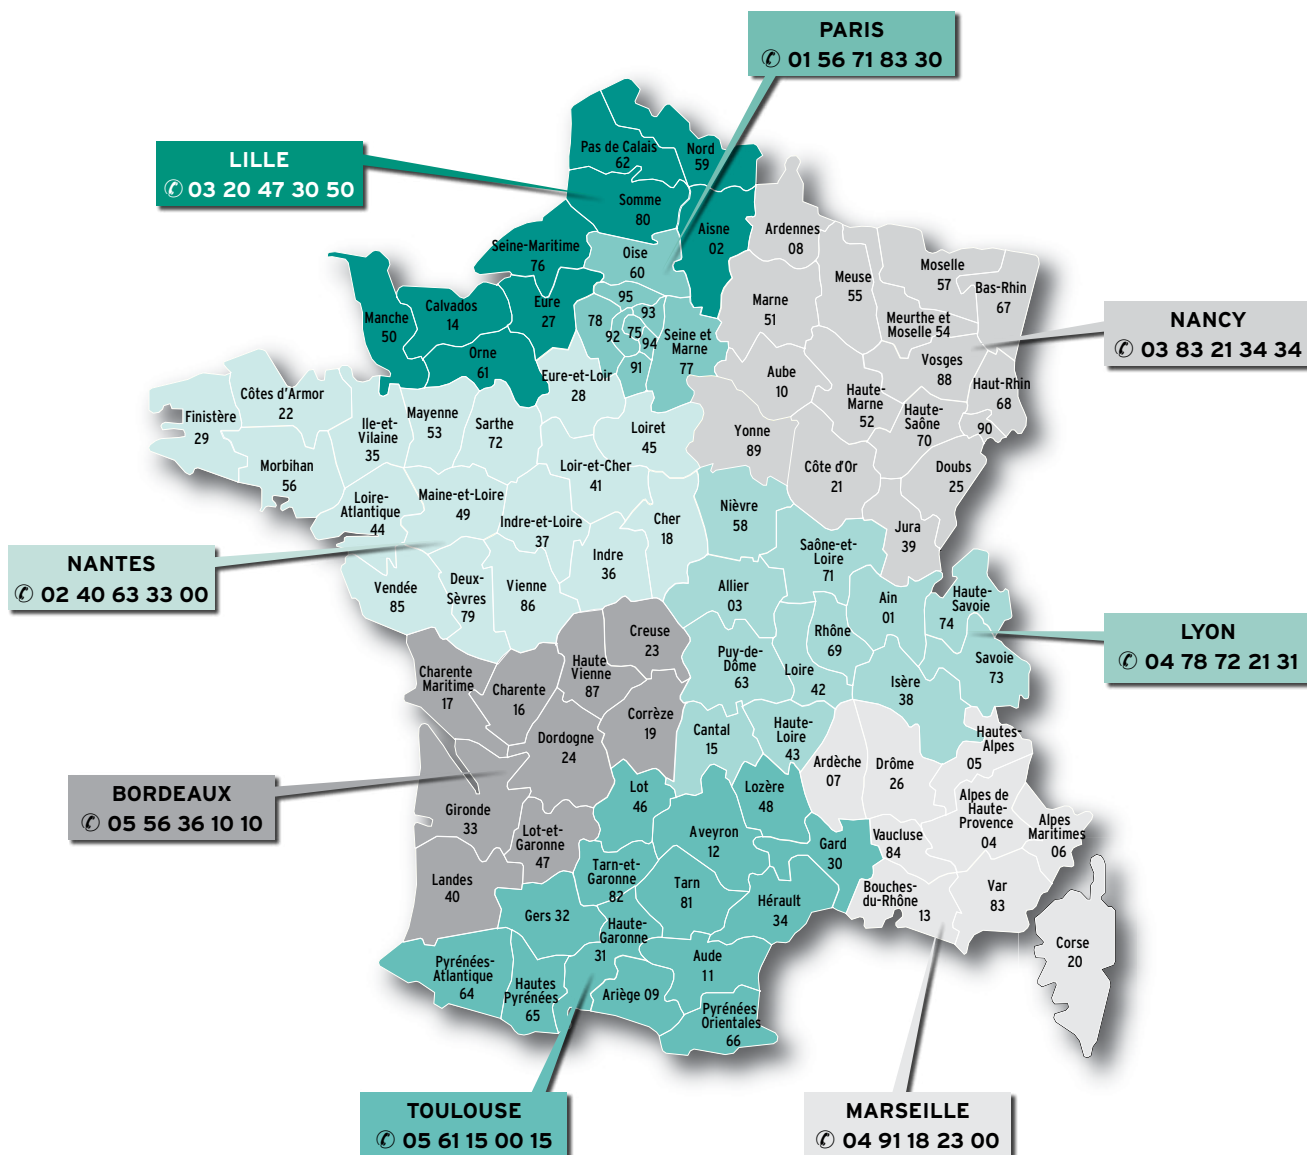 PARIS
✆ 01 56 71 83 30
LILLE
✆ 03 20 47 30 50
Pas de Calais
62
Nord
59
Somme
80
Aisne
02
Ardennes
08
Seine-Maritime
76
Oise
60
Moselle
57
Meuse
55
Bas-Rhin
67
Marne
51
Manche
50
Calvados
14
Eure
27
95
93
78
92
75
94
91
Seine et
Marne
77
Meurthe et
Moselle 54
NANCY
✆ 03 83 21 34 34
Orne
61
Eure-et-Loir
28
Aube
10
Vosges
88
Haut-Rhin
68
Haute-
Marne
52
Haute-
Saône
70
90
Côtes d'Armor
22
Finistère
29
Ile-et-
Vilaine
35
Mayenne
53
Sarthe
72
Loiret
45
Yonne
89
Morbihan
56
Loir-et-Cher
41
Côte d'Or
21
Doubs
25
Loire-
Atlantique
44
Maine-et-Loire
49
Indre-et-Loire
37
Cher
18
Nièvre
58
Jura
39
NANTES
✆ 02 40 63 33 00
Indre
36
Saône-et-
Loire
71
Vendée
85
Deux-
Sèvres
79
Vienne
86
Allier
03
Ain
01
Haute-
Savoie
74
LYON
✆ 04 78 72 21 31
Creuse
23
Haute
Vienne
87
Puy-de-
Dôme
63
Rhône
69
Loire
42
Savoie
73
Isère
38
Charente
Maritime
17
Charente
16
Corrèze
19
Cantal
15
Haute-
Loire
43
Hautes-
Alpes
05
Dordogne
24
Ardèche
07
Drôme
26
BORDEAUX
✆ 05 56 36 10 10
Gironde
33
Lot
46
Lozère
48
Alpes de
Haute-
Provence
04
Alpes
Maritimes
06
Lot-et-
Garonne
47
Aveyron
12
Gard
30
Vaucluse
84
Landes
40
Tarn-et-
Garonne
82
Tarn
81
Hérault
34
Bouches-
du-Rhône
13
Var
83
Gers 32
Haute-
Garonne
31
Corse
20
Pyrénées-
Atlantique
64
Hautes
Pyrénées
65
Ariège 09
Aude
11
Pyrénées
Orientales
66
TOULOUSE
✆ 05 61 15 00 15
MARSEILLE
✆ 04 91 18 23 00